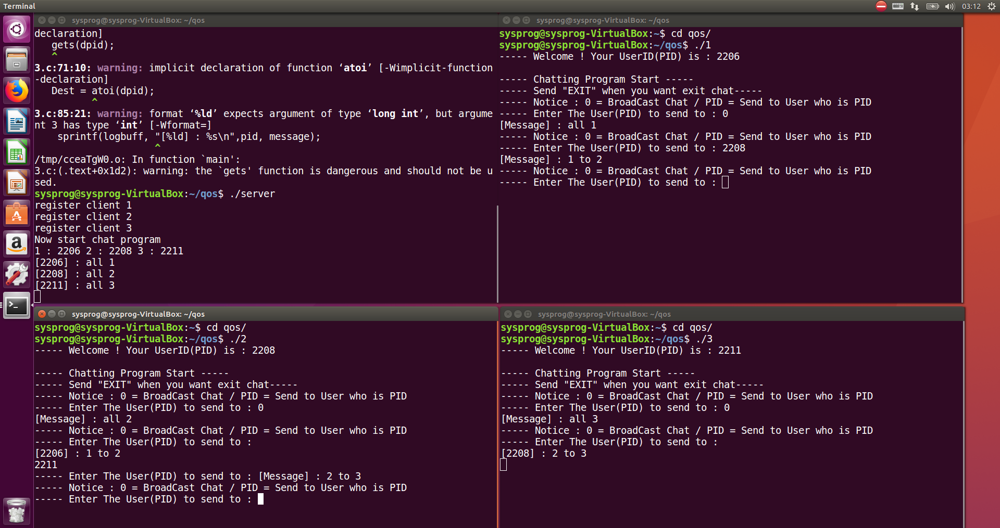 Terminal
03:12
sysprog@sysprog-VirtualBox: ~/qos
declaration]
gets(dpid);
^
3.c:71:10: warning: implicit declaration of function ‘atoi’ [-Wimplicit-function
-declaration]
Dest = atoi(dpid);
^
3.c:85:21: warning: format ‘%ld’ expects argument of type ‘long int’, but argume
nt 3 has type ‘int’ [-Wformat=]
sprintf(logbuff, "[%ld] : %s\n",pid, message);
^
/tmp/cceaTgW0.o: In function `main':
3.c:(.text+0x1d2): warning: the `gets' function is dangerous and should not be u
sed.
sysprog@sysprog-VirtualBox:~/qos$ ./server
register client 1
register client 2
register client 3
Now start chat program
1 : 2206 2 : 2208 3 : 2211
[2206] : all 1
[2208] : all 2
[2211] : all 3
sysprog@sysprog-VirtualBox: ~/qos
sysprog@sysprog-VirtualBox:~$ cd qos/
sysprog@sysprog-VirtualBox:~/qos$ ./1
----- Welcome ! Your UserID(PID) is : 2206
----- Chatting Program Start -----
----- Send "EXIT" when you want exit chat-----
----- Notice : 0 = BroadCast Chat / PID = Send to User who is PID
----- Enter The User(PID) to send to : 0
[Message] : all 1
----- Notice : 0 = BroadCast Chat / PID = Send to User who is PID
----- Enter The User(PID) to send to : 2208
[Message] : 1 to 2
----- Notice : 0 = BroadCast Chat / PID = Send to User who is PID
----- Enter The User(PID) to send to :
sysprog@sysprog-VirtualBox: ~/qos
sysprog@sysprog-VirtualBox:~$ cd qos/
sysprog@sysprog-VirtualBox:~/qos$ ./2
----- Welcome ! Your UserID(PID) is : 2208
----- Chatting Program Start -----
----- Send "EXIT" when you want exit chat-----
----- Notice : 0 = BroadCast Chat / PID = Send to User who is PID
----- Enter The User(PID) to send to : 0
[Message] : all 2
----- Notice : 0 = BroadCast Chat / PID = Send to User who is PID
----- Enter The User(PID) to send to :
[2206] : 1 to 2
2211
----- Enter The User(PID) to send to : [Message] : 2 to 3
----- Notice : 0 = BroadCast Chat / PID = Send to User who is PID
----- Enter The User(PID) to send to :
sysprog@sysprog-VirtualBox: ~/qos
sysprog@sysprog-VirtualBox:~$ cd qos/
sysprog@sysprog-VirtualBox:~/qos$ ./3
----- Welcome ! Your UserID(PID) is : 2211
----- Chatting Program Start -----
----- Send "EXIT" when you want exit chat-----
----- Notice : 0 = BroadCast Chat / PID = Send to User who is PID
----- Enter The User(PID) to send to : 0
[Message] : all 3
----- Notice : 0 = BroadCast Chat / PID = Send to User who is PID
----- Enter The User(PID) to send to :
[2208] : 2 to 3